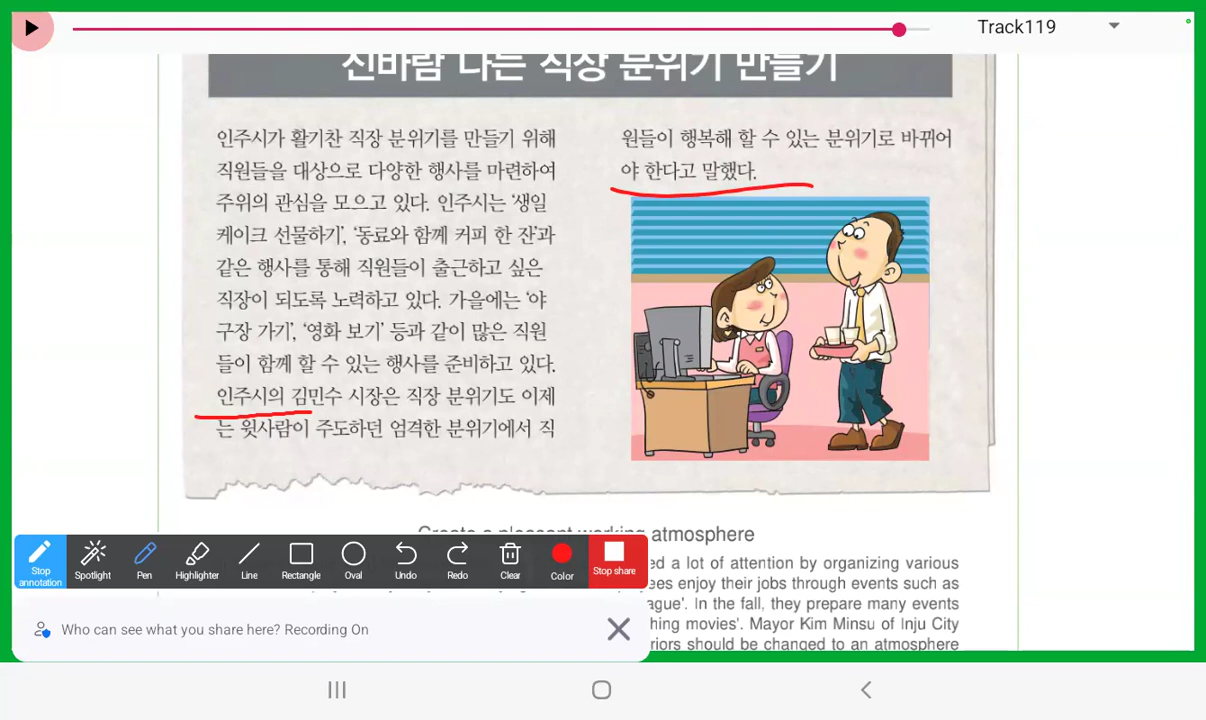 Track119
신바람 나는 직장 분위기 만들기
인주시가 활기찬 직장 분위기를 만들기 위해
직원들을 대상으로 다양한 행사를 마련하여
주위의 관심을 모으고 있다. 인주시는 ‘생일
케이크 선물하기’, ‘동료와 함께 커피 한 잔’과
같은 행사를 통해 직원들이 출근하고 싶은
직장이 되도록 노력하고 있다. 가을에는 ‘야
구장 가기’, ‘영화 보기’ 등과 같이 많은 직원
들이 함께 할 수 있는 행사를 준비하고 있다.
인주시의 김민수 시장은 직장 분위기도 이제
는 윗사람이 주도하던 엄격한 분위기에서 직
원들이 행복해 할 수 있는 분위기로 바뀌어
야 한다고 말했다.
Create a pleasant working atmosphere
ed a lot of attention by organizing various
ees enjoy their jobs through events such as
ague'. In the fall, they prepare many events
hing movies'. Mayor Kim Minsu of Inju City
riors should be changed to an atmosphere
Stop annotation
Spotlight
Pen
Highlighter
Line
Rectangle
Oval
Undo
Redo
Clear
Color
Stop share
Who can see what you share here? Recording On